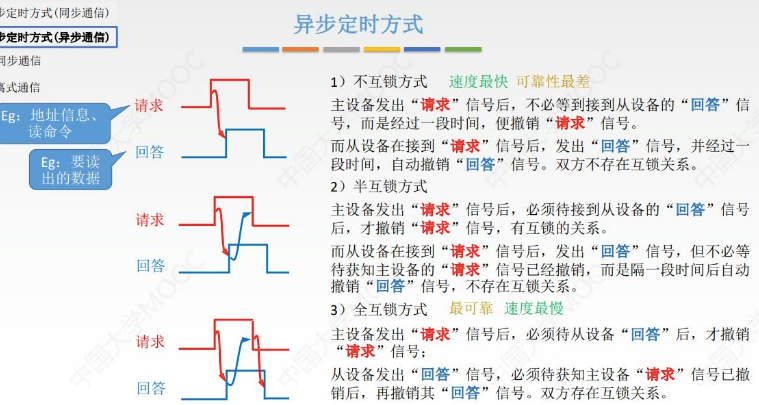 步定时方式(同步通信)
步定时方式(异步通信)
同步通信
离式通信
异步定时方式
Eg：地址信息、
读命令
Eg：要读
出的数据
请求
回答
1）不互锁方式 速度最快 可靠性最差
主设备发出“请求”信号后，不必等到接到从设备的“回答”信
号，而是经过一段时间，便撤销“请求”信号。
而从设备在接到“请求”信号后，发出“回答”信号，并经过一
段时间，自动撤销“回答”信号。双方不存在互锁关系。
请求
回答
2）半互锁方式
主设备发出“请求”信号后，必须待接到从设备的“回答”信号
后，才撤销“请求”信号，有互锁的关系。
而从设备在接到“请求”信号后，发出“回答”信号，但不必等
待获知主设备的“请求”信号已经撤销，而是隔一段时间后自动
撤销“回答”信号，不存在互锁关系。
请求
回答
3）全互锁方式 最可靠 速度最慢
主设备发出“请求”信号后，必须待从设备“回答”后，才撤销
“请求”信号；
从设备发出“回答”信号，必须待获知主设备“请求”信号已撤
销后，再撤销其“回答”信号。双方存在互锁关系。
中国大学MOOC